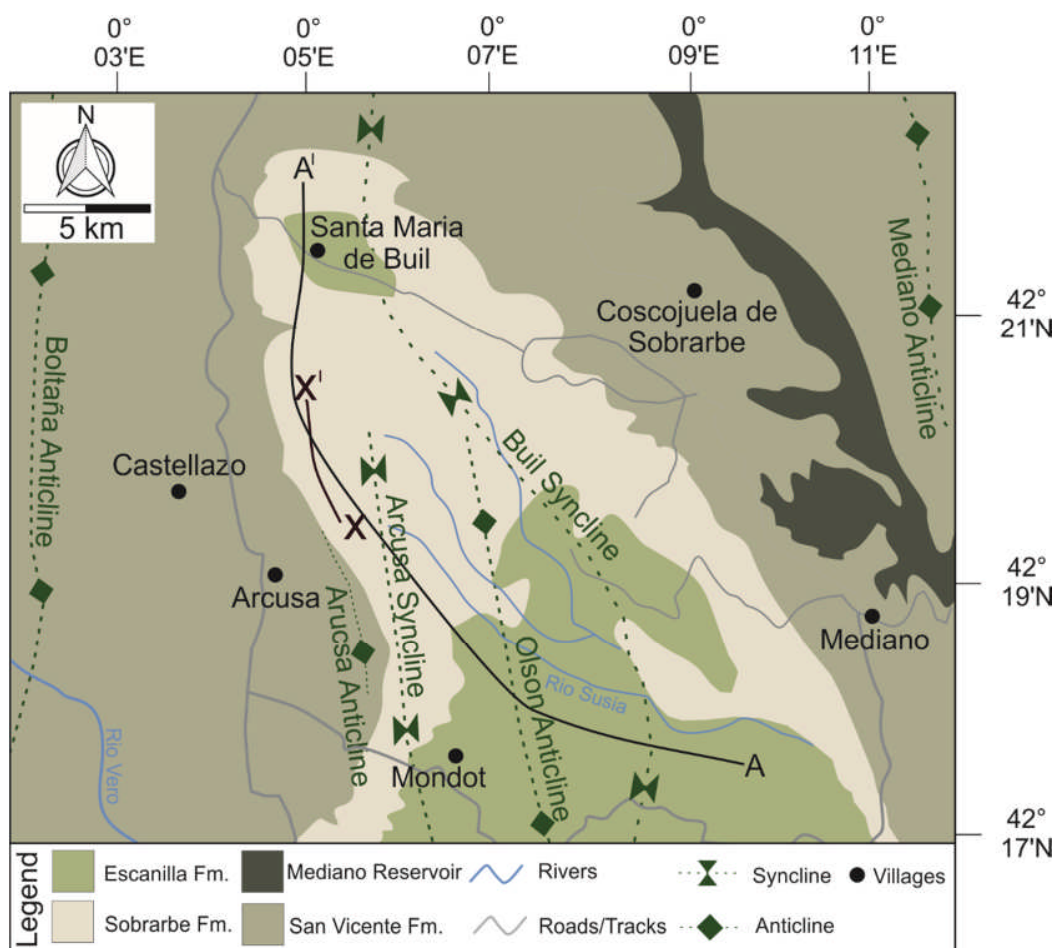 0° 03'E
0° 05'E
0° 07'E
0° 09'E
0° 11'E
N
5 km
A'
Santa Maria
de Buil
Coscojuela de
Sobrarbe
Mediano Anticline
42°
21'N
Boltaña Anticline
X'
Castellazo
Buil Syncline
X
Arcusa Syncline
Arcusa
Arucsa Anticline
42°
19'N
Mediano
Olson Anticline
Rio Susia
Rio Vero
Mondot
A
42°
17'N
Legend
Escanilla Fm.
Mediano Reservoir
Rivers
Syncline
Villages
Sobrarbe Fm.
San Vicente Fm.
Roads/Tracks
Anticline